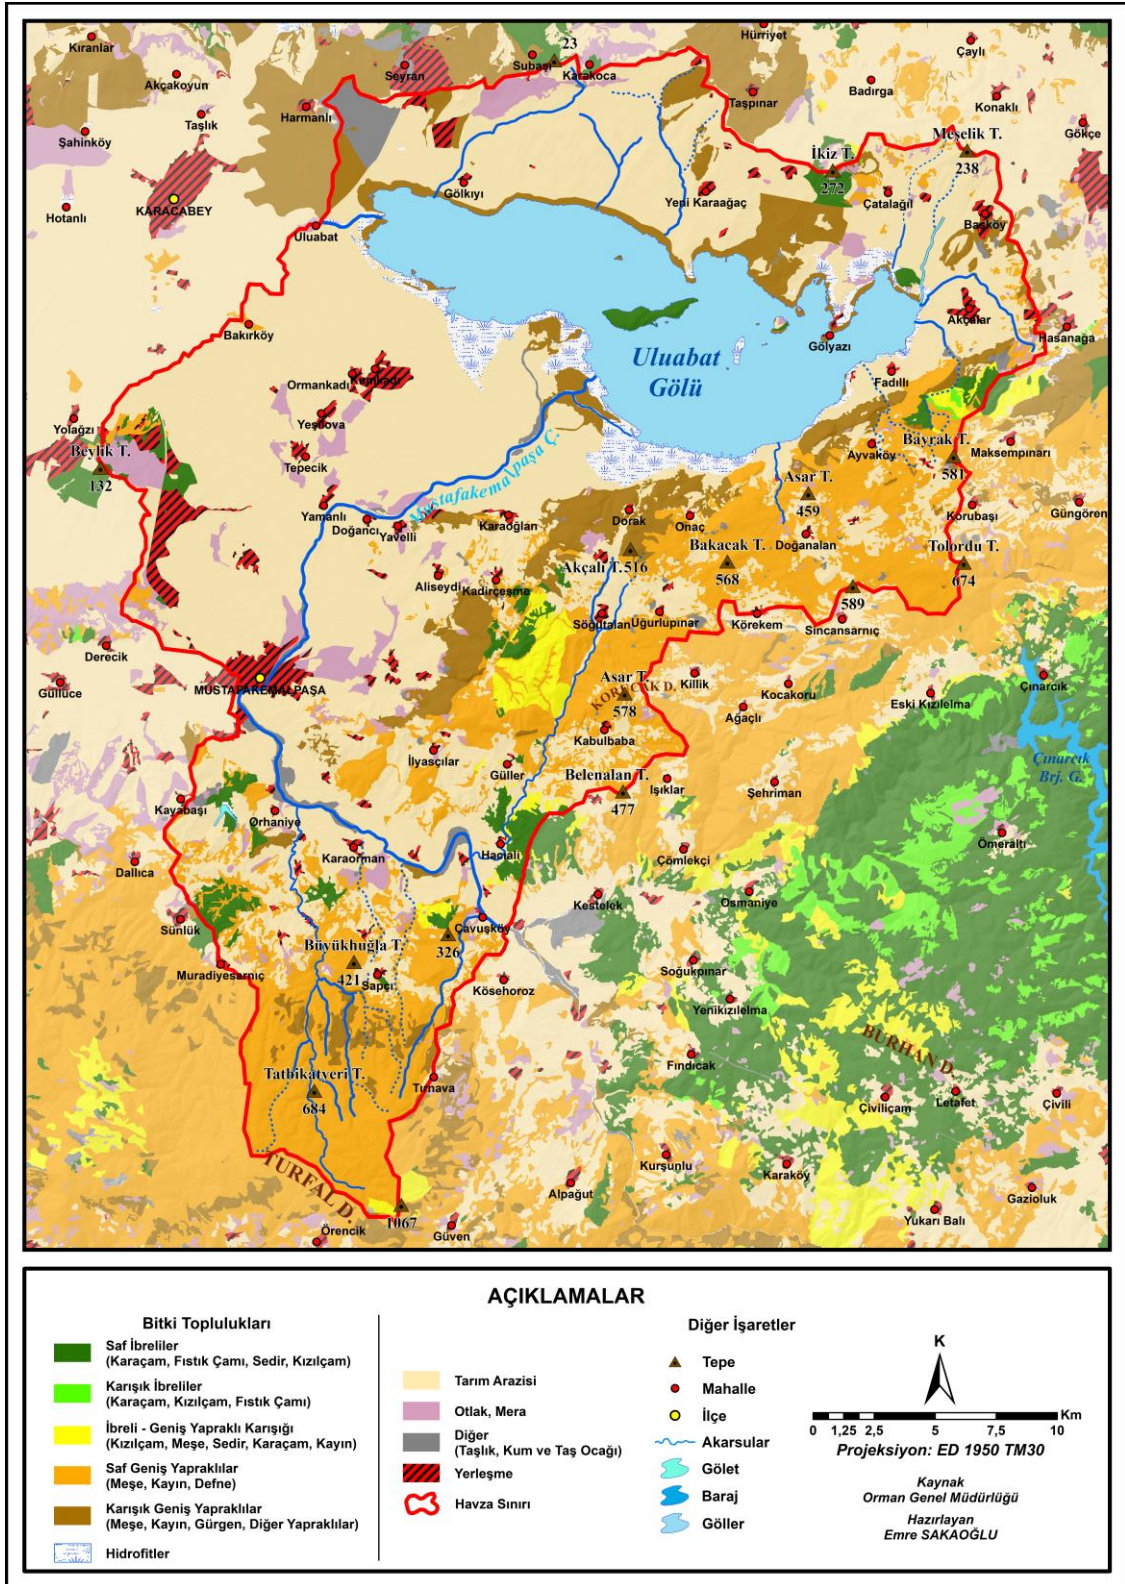 Kıranlar
Subaşı
23
Karakoca
Hürriyet
Çaylı
Seyran
Akçakoyun
Badırga
Taşpınar
Konaklı
Harmanlı
Taşlık
Şahinköy
Gökçe
Meşelik T.
238
İkiz T.
272
KARACABEY
Hotanlı
Gölkıyı
Yeni Karaağaç
Çatalağıl
Başköy
Uluabat
Akçalar
Hasanağa
Bakırköy
Gölyazı
Uluabat
Gölü
Ormankadı
Kumkadı
Fadıllı
Yolağzı
Yeşilova
Beylik T.
132
Tepecik
Bayrak T.
581
Maksempınarı
Ayvaköy
Asar T.
459
Mustafakemalpaşa Ç.
Yamanlı
Doğancı
Yavelli
Karaoğlan
Dorak
Onaç
Korubaşı
Güngören
Doğanalan
Bakacak T.
568
Tolordu T.
674
Akçalı T.
516
Aliseydi
Kadirçeşme
589
Söğütalan
Uğurlupınar
Körekem
Sincansarnıç
Derecik
Güllüce
MUSTAFAKEMALPAŞA
Asar T.
578
KORUCAK D.
Killik
Kocakoru
Eski Kızılelma
Çınarcık
Ağaçlı
Kabulbaba
İlyasçılar
Güller
Çınarcık
Brj. G.
Belenalan T.
477
Işıklar
Şehriman
Kayabaşı
Orhaniye
Ömeraltı
Karaorman
Hacıali
Çömlekçi
Dallıca
Kestelek
Osmaniye
Sünlük
Çavuşköy
326
Büyükhuğla T.
421
Sapçı
Muradiyesarnıç
Soğukpınar
Kösehoroz
Yenikızılelma
BURHAN D.
Fındıcak
Tatbikatyeri T.
684
Tırnava
Çiviliçam
Letafet
Çivili
TURFAL D.
Kurşunlu
Karaköy
Alpağut
Gazioluk
1067
Örencik
Güven
Yukarı Balı
AÇIKLAMALAR
Bitki Toplulukları
Saf İbreliler
(Karaçam, Fıstık Çamı, Sedir, Kızılçam)
Karışık İbreliler
(Karaçam, Kızılçam, Fıstık Çamı)
İbreli - Geniş Yapraklı Karışığı
(Kızılçam, Meşe, Sedir, Karaçam, Kayın)
Saf Geniş Yapraklılar
(Meşe, Kayın, Defne)
Karışık Geniş Yapraklılar
(Meşe, Kayın, Gürgen, Diğer Yapraklılar)
Hidrofitler
Tarım Arazisi
Otlak, Mera
Diğer
(Taşlık, Kum ve Taş Ocağı)
Yerleşme
Havza Sınırı
Diğer İşaretler
Tepe
Mahalle
İlçe
Akarsular
Gölet
Baraj
Göller
K
Km
0 1,25 2,5 5 7,5 10
Projeksiyon: ED 1950 TM30
Kaynak
Orman Genel Müdürlüğü
Hazırlayan
Emre SAKAOĞLU